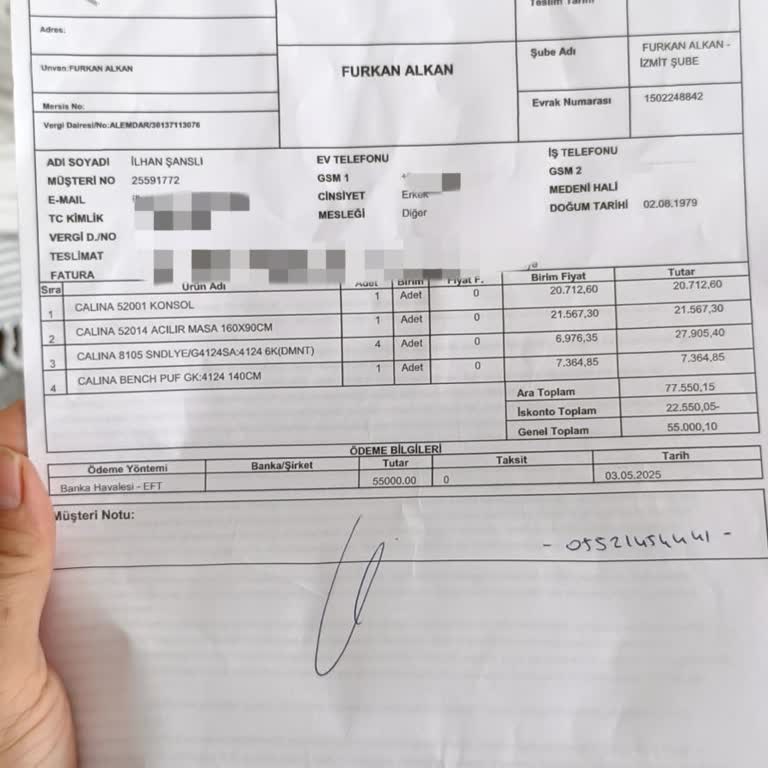 Teslim Tarihi
Adres:
Unvan:FURKAN ALKAN
FURKAN ALKAN
Şube Adı FURKAN ALKAN - İZMİT ŞUBE
Mersis No:
Evrak Numarası 1502248842
Vergi Dairesi/No:ALEMDAR/30137113076
ADI SOYADI İLHAN ŞANSLI EV TELEFONU İŞ TELEFONU
MÜŞTERİ NO 25591772 GSM 1 GSM 2
E-MAIL CİNSİYET Erkek MEDENİ HALİ
TC KİMLİK MESLEĞİ Diğer DOĞUM TARİHİ 02.08.1979
VERGİ D./NO
TESLİMAT
FATURA
Sıra Ürün Adı Adet Birim Fiyat F. Birim Fiyat Tutar
1 CALINA 52001 KONSOL 1 Adet 0 20.712,60 20.712,60
2 CALINA 52014 ACILIR MASA 160X90CM 1 Adet 0 21.567,30 21.567,30
3 CALINA 8105 SNDLYE/G4124SA:4124 6K(DMNT) 4 Adet 0 6.976,35 27.905,40
4 CALINA BENCH PUF GK:4124 140CM 1 Adet 0 7.364,85 7.364,85
Ara Toplam 77.550,15
İskonto Toplam 22.550,05-
Genel Toplam 55.000,10
ÖDEME BİLGİLERİ
Ödeme Yöntemi Banka/Şirket Tutar Taksit Tarih
Banka Havalesi - EFT 55000.00 0 03.05.2025
Müşteri Notu:
- 05521454441 -